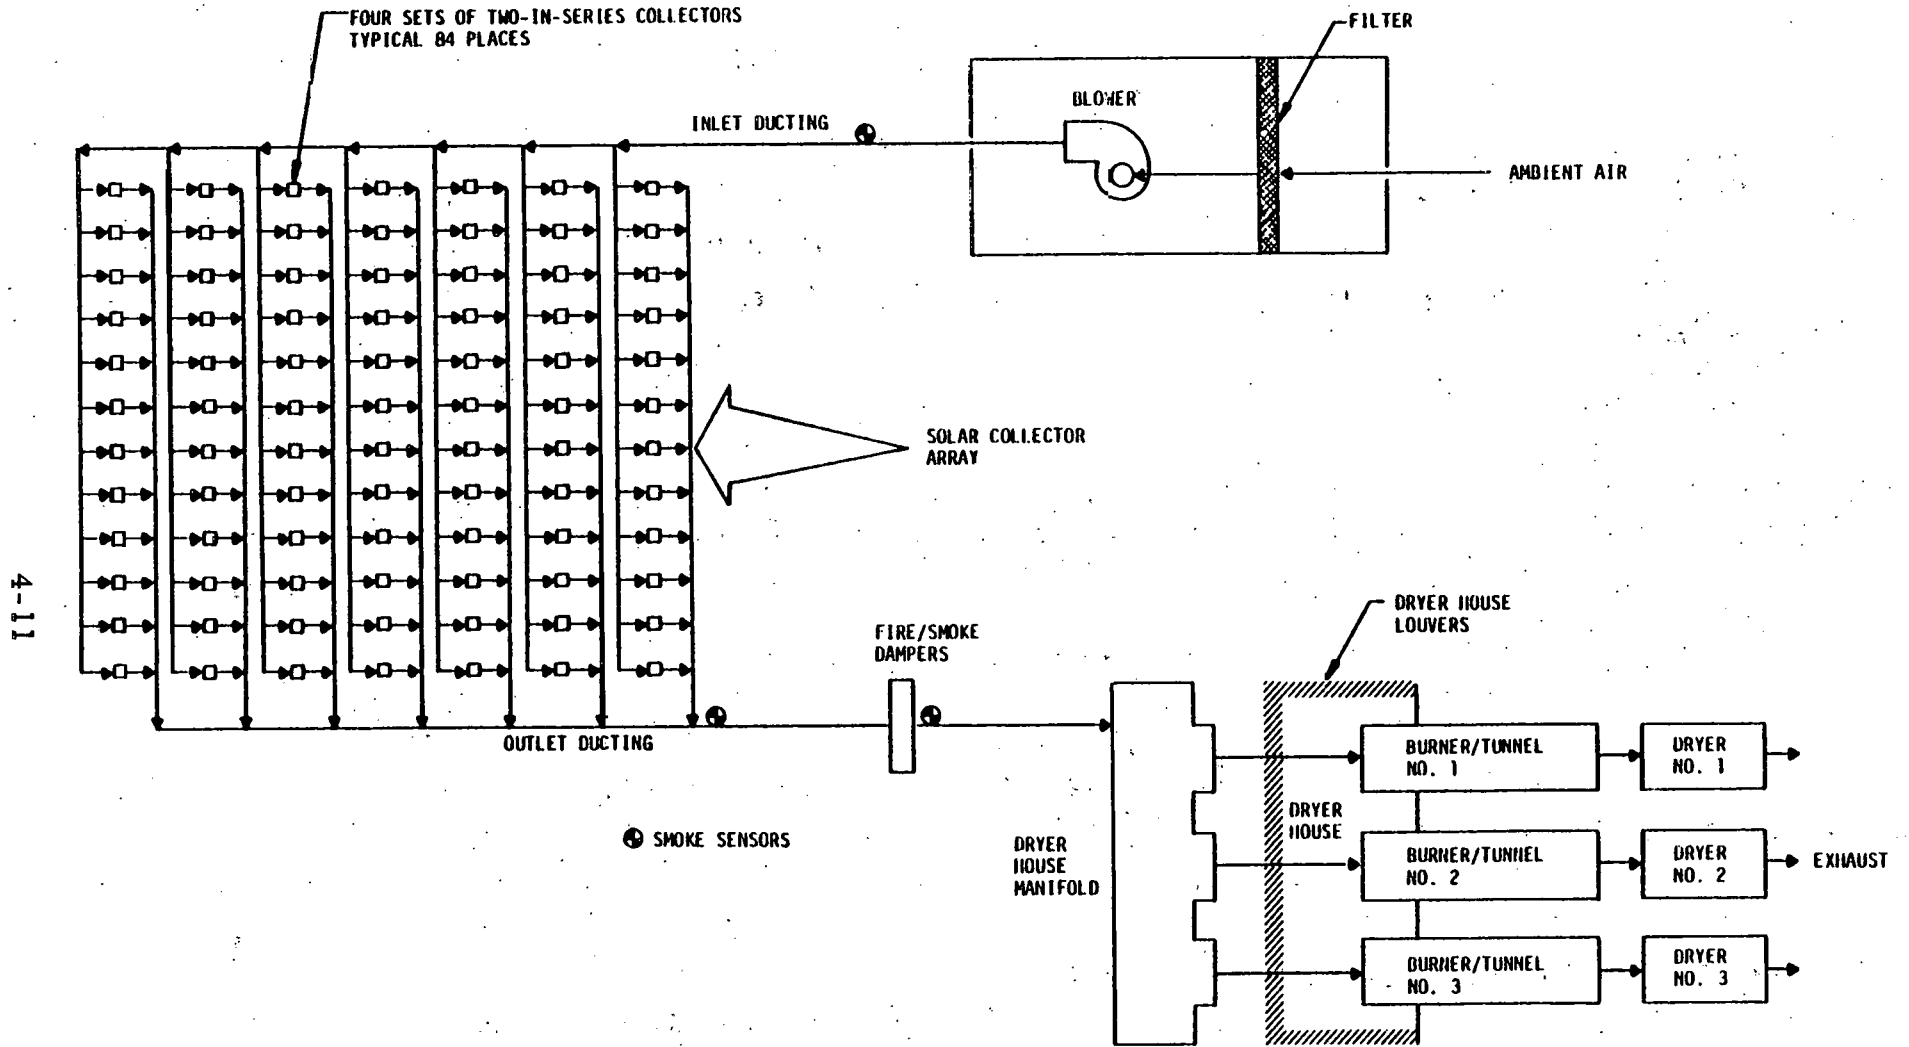 FOUR SETS OF TWO-IN-SERIES COLLECTORS
TYPICAL 84 PLACES
FILTER
BLOWER
INLET DUCTING
AMBIENT AIR
SOLAR COLLECTOR
ARRAY
4-11
FIRE/SMOKE
DAMPERS
DRYER HOUSE
LOUVERS
OUTLET DUCTING
BURNER/TUNNEL
NO. 1
DRYER
NO. 1
SMOKE SENSORS
DRYER
HOUSE
MANIFOLD
DRYER
HOUSE
BURNER/TUNNEL
NO. 2
DRYER
NO. 2
EXHAUST
BURNER/TUNNEL
NO. 3
DRYER
NO. 3